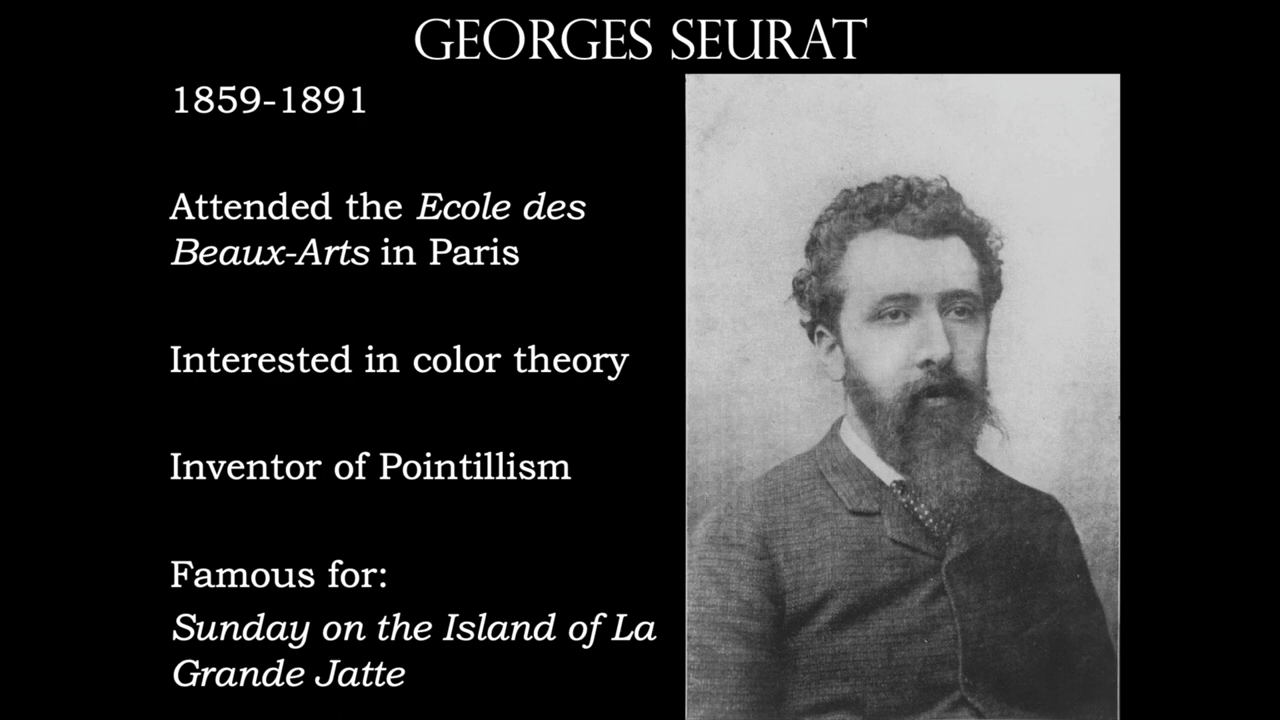 GEORGES SEURAT
1859-1891
Attended the Ecole des
Beaux-Arts in Paris
Interested in color theory
Inventor of Pointillism
Famous for:
Sunday on the Island of La
Grande Jatte